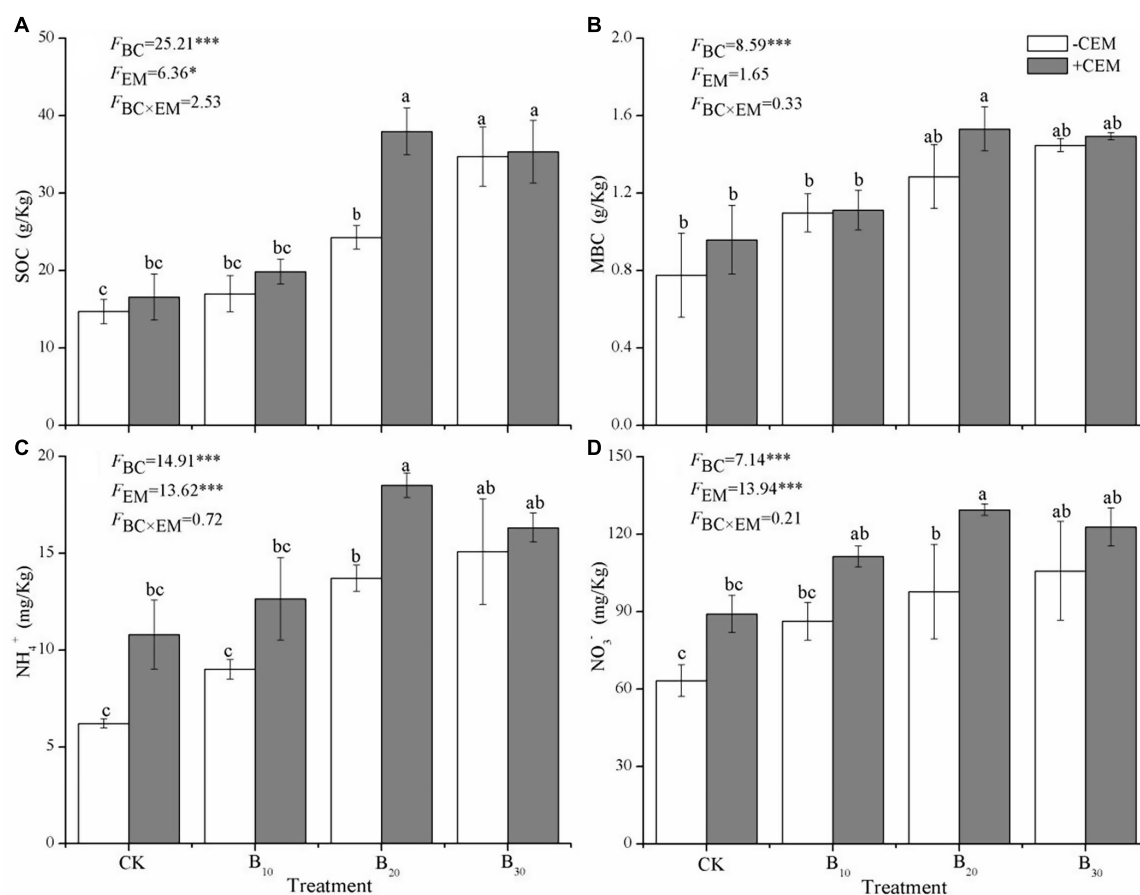 A
50
40
30
20
10
0
SOC (g/Kg)
F_BC=25.21***
F_EM=6.36*
F_BC×EM=2.53
c
bc
bc
bc
b
a
a
a
B
2.0
1.6
1.2
0.8
0.4
0.0
MBC (g/Kg)
F_BC=8.59***
F_EM=1.65
F_BC×EM=0.33
-CEM
+CEM
b
b
b
b
ab
a
ab
ab
C
20
15
10
5
0
NH₄⁺ (mg/Kg)
F_BC=14.91***
F_EM=13.62***
F_BC×EM=0.72
c
bc
c
bc
b
a
ab
ab
CK
B₁₀
B₂₀
B₃₀
Treatment
D
150
120
90
60
30
0
NO₃⁻ (mg/Kg)
F_BC=7.14***
F_EM=13.94***
F_BC×EM=0.21
c
bc
bc
ab
b
a
ab
ab
CK
B₁₀
B₂₀
B₃₀
Treatment